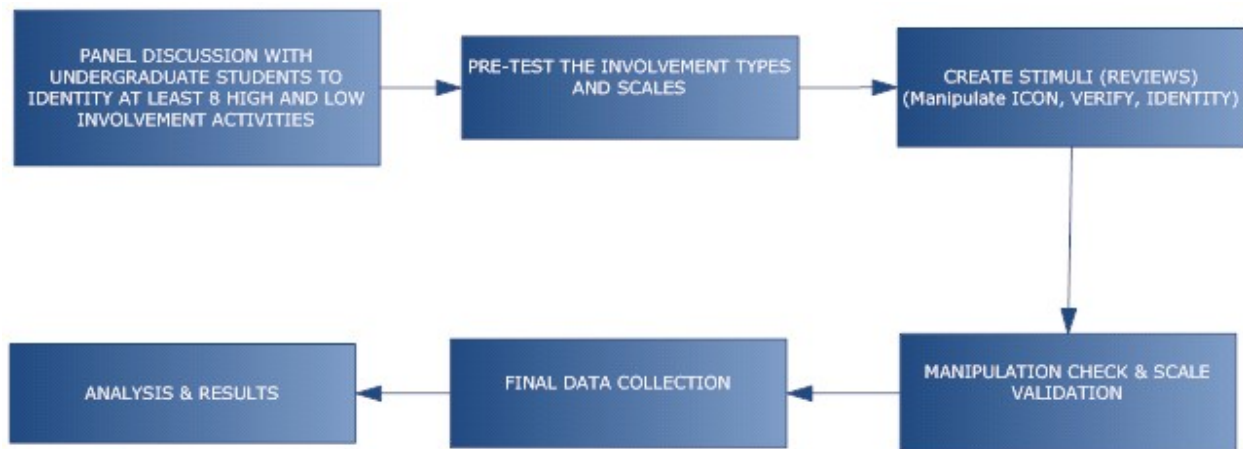 PANEL DISCUSSION WITH
UNDERGRADUATE STUDENTS TO
IDENTITY AT LEAST 8 HIGH AND LOW
INVOLVEMENT ACTIVITIES
PRE-TEST THE INVOLVEMENT TYPES
AND SCALES
CREATE STIMULI (REVIEWS)
(Manipulate ICON, VERIFY, IDENTITY)
MANIPULATION CHECK & SCALE
VALIDATION
FINAL DATA COLLECTION
ANALYSIS & RESULTS